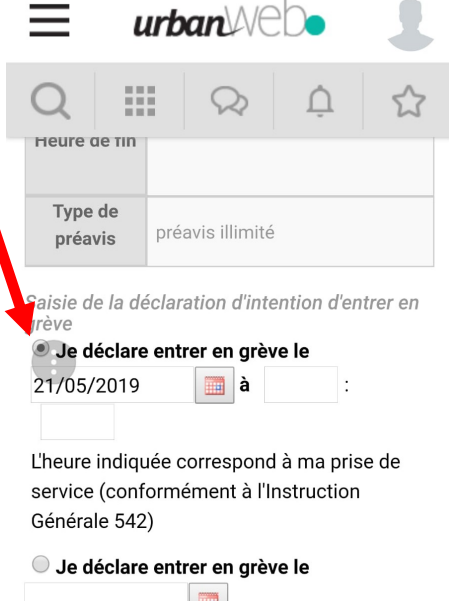 urbanWeb
Heure de fin
Type de
préavis
préavis illimité
Saisie de la déclaration d'intention d'entrer en
grève
Je déclare entrer en grève le
21/05/2019 à :
L'heure indiquée correspond à ma prise de
service (conformément à l'Instruction
Générale 542)
Je déclare entrer en grève le